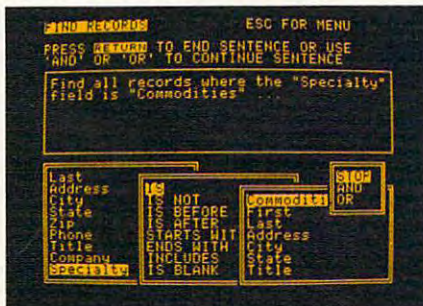 FIND RECORDS ESC FOR MENU
PRESS RETURN TO END SENTENCE OR USE
'AND' OR 'OR' TO CONTINUE SENTENCE
Find all records where the "Specialty"
field is "Commodities" ...
Last
Address
City
State
Zip
Phone
Title
Company
Specialty
IS
IS NOT
IS BEFORE
IS AFTER
STARTS WIT
ENDS WITH
INCLUDES
IS BLANK
Commoditi
First
Last
Address
City
State
Title
STOP
AND
OR